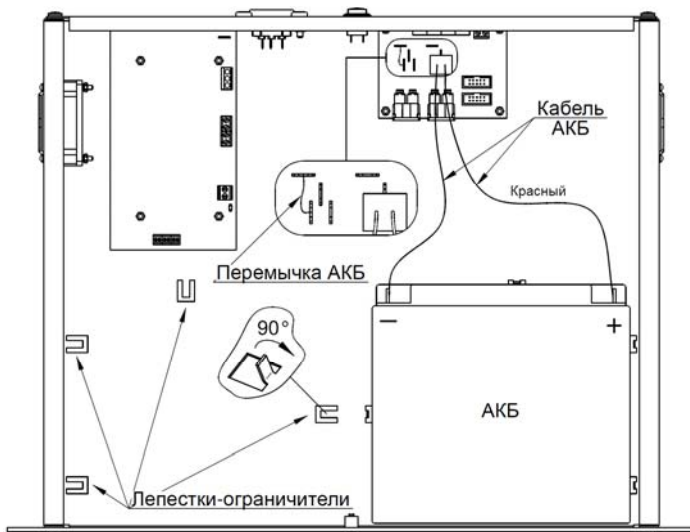 Кабель
АКБ
Красный
Перемычка АКБ
90°
− +
АКБ
Лепестки-ограничители